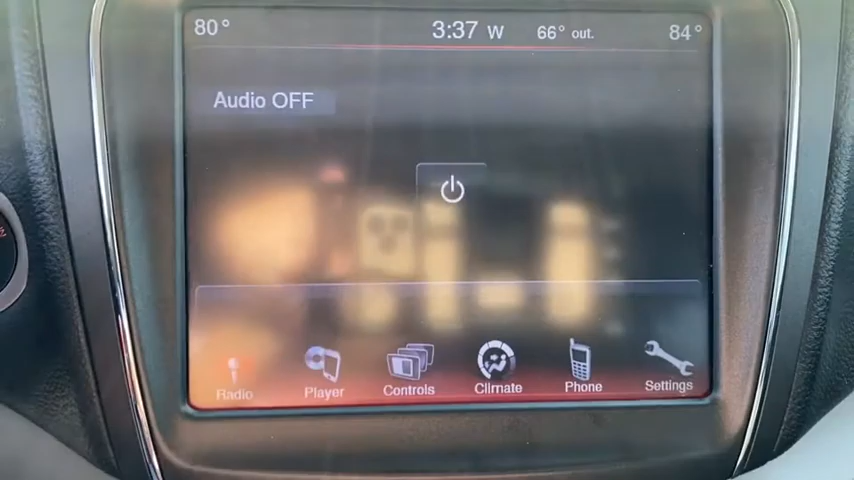 80° 3:37 W 66° out. 84°
Audio OFF
Radio Player Controls Climate Phone Settings